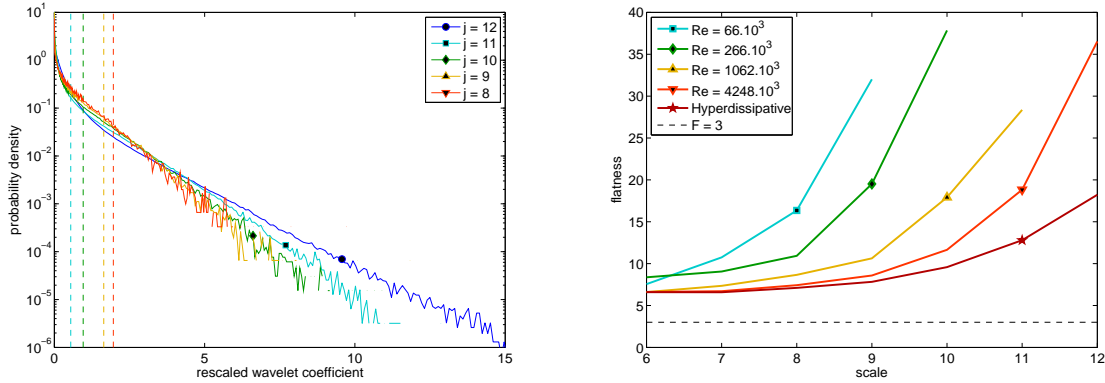 10^1
10^0
10^-1
10^-2
10^-3
10^-4
10^-5
10^-6
probability density
0 5 10 15
rescaled wavelet coefficient
j = 12
j = 11
j = 10
j = 9
j = 8
40
35
30
25
20
15
10
5
0
flatness
6 7 8 9 10 11 12
scale
Re = 66.10^3
Re = 266.10^3
Re = 1062.10^3
Re = 4248.10^3
Hyperdissipative
F = 3